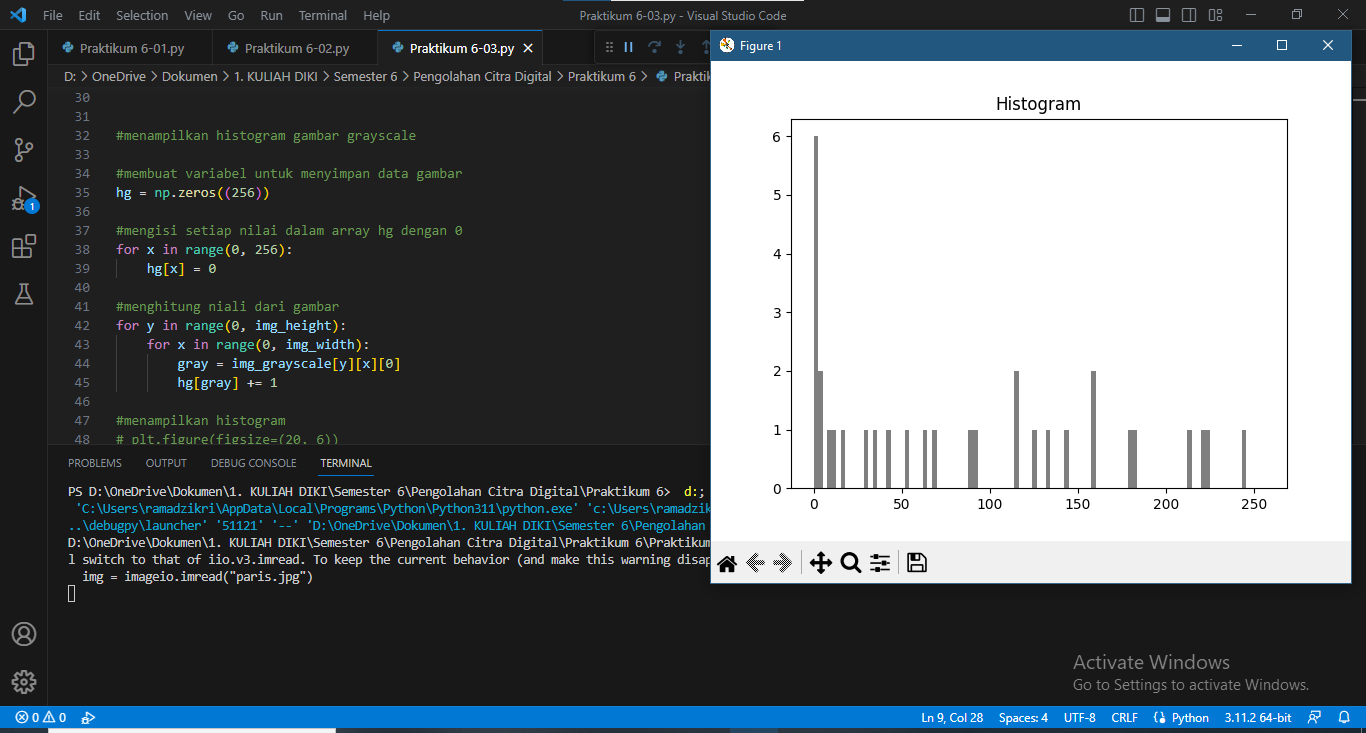 File Edit Selection View Go Run Terminal Help Praktikum 6-03.py - Visual Studio Code
Praktikum 6-01.py Praktikum 6-02.py Praktikum 6-03.py
D: > OneDrive > Dokumen > 1. KULIAH DIKI > Semester 6 > Pengolahan Citra Digital > Praktikum 6 > Prakti
30
31
32 #menampilkan histogram gambar grayscale
33
34 #membuat variabel untuk menyimpan data gambar
35 hg = np.zeros((256))
36
37 #mengisi setiap nilai dalam array hg dengan 0
38 for x in range(0, 256):
39 hg[x] = 0
40
41 #menghitung niali dari gambar
42 for y in range(0, img_height):
43 for x in range(0, img_width):
44 gray = img_grayscale[y][x][0]
45 hg[gray] += 1
46
47 #menampilkan histogram
48 # plt.figure(figsize=(20, 6))
PROBLEMS OUTPUT DEBUG CONSOLE TERMINAL
PS D:\OneDrive\Dokumen\1. KULIAH DIKI\Semester 6\Pengolahan Citra Digital\Praktikum 6> d:;
'C:\Users\ramadzikri\AppData\Local\Programs\Python\Python311\python.exe' 'c:\Users\ramadzik
..\debugpy\launcher' '51121' '--' 'D:\OneDrive\Dokumen\1. KULIAH DIKI\Semester 6\Pengolahan
D:\OneDrive\Dokumen\1. KULIAH DIKI\Semester 6\Pengolahan Citra Digital\Praktikum 6\Praktikum
l switch to that of iio.v3.imread. To keep the current behavior (and make this warning disap
img = imageio.imread("paris.jpg")
Figure 1
Histogram
6
5
4
3
2
1
0
0 50 100 150 200 250
1
Activate Windows
Go to Settings to activate Windows.
0 0 Ln 9, Col 28 Spaces: 4 UTF-8 CRLF Python 3.11.2 64-bit